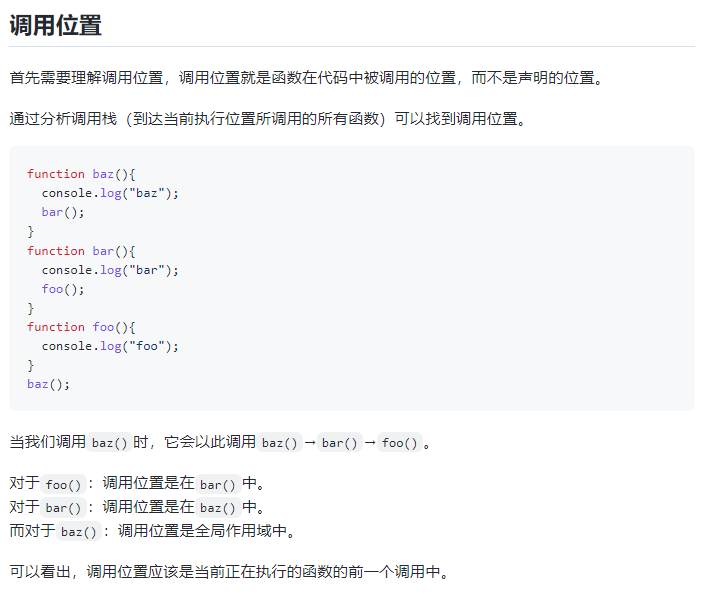 调用位置
首先需要理解调用位置，调用位置就是函数在代码中被调用的位置，而不是声明的位置。
通过分析调用栈（到达当前执行位置所调用的所有函数）可以找到调用位置。
function baz(){
  console.log("baz");
  bar();
}
function bar(){
  console.log("bar");
  foo();
}
function foo(){
  console.log("foo");
}
baz();
当我们调用 baz() 时，它会以此调用 baz() → bar() → foo() 。
对于 foo() ：调用位置是在 bar() 中。
对于 bar() ：调用位置是在 baz() 中。
而对于 baz() ：调用位置是全局作用域中。
可以看出，调用位置应该是当前正在执行的函数的前一个调用中。